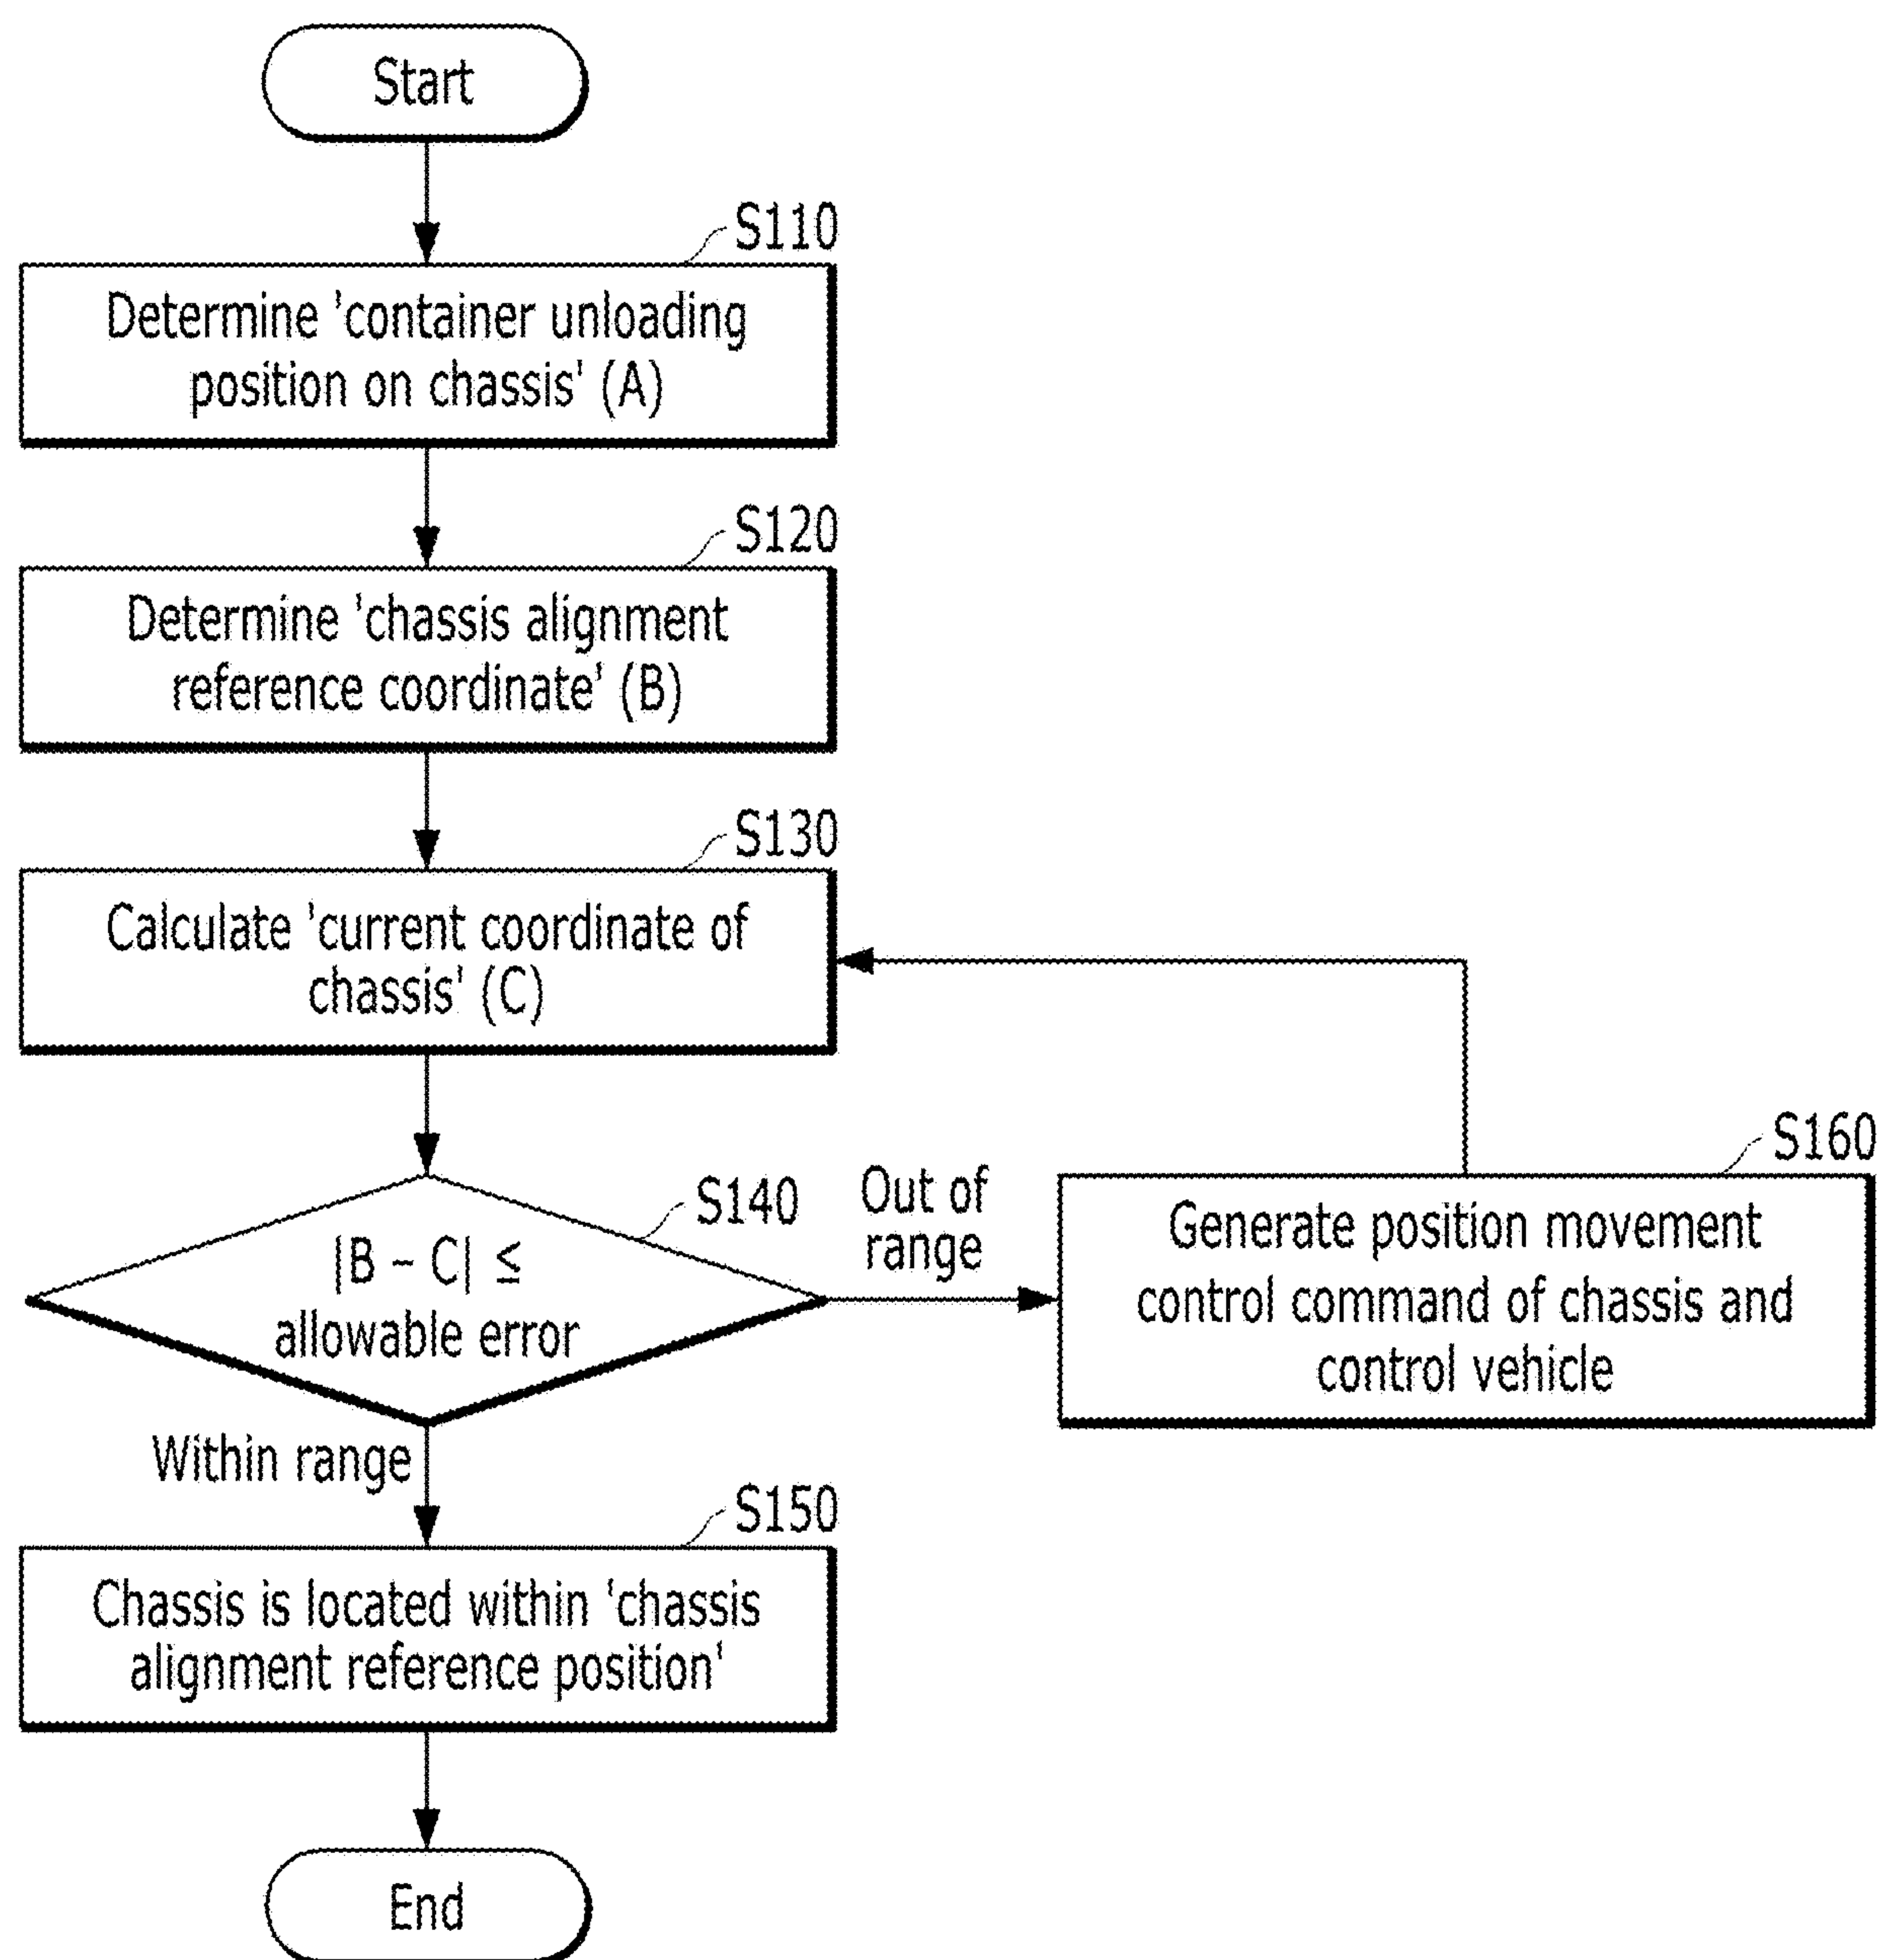 Start
S110
Determine 'container unloading
position on chassis' (A)
S120
Determine 'chassis alignment
reference coordinate' (B)
S130
Calculate 'current coordinate of
chassis' (C)
S140
|B – C| ≤
allowable error
Out of
range
S160
Generate position movement
control command of chassis and
control vehicle
Within range
S150
Chassis is located within 'chassis
alignment reference position'
End